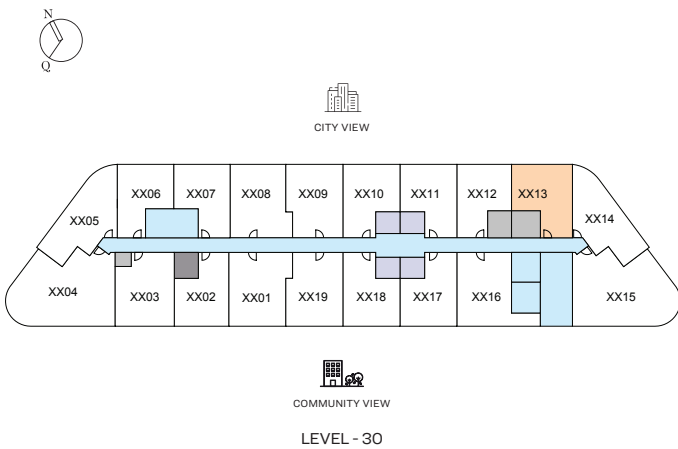 N
Q
CITY VIEW
XX06 XX07 XX08 XX09 XX10 XX11 XX12 XX13
XX05 XX14
XX04 XX03 XX02 XX01 XX19 XX18 XX17 XX16 XX15
COMMUNITY VIEW
LEVEL - 30